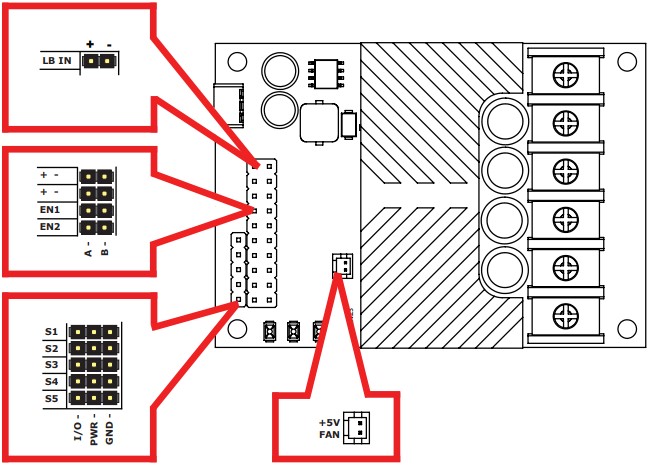 + -
LB IN
+ -
+ -
EN1
EN2
A -
B -
S1
S2
S3
S4
S5
I/O -
PWR -
GND -
+5V
FAN